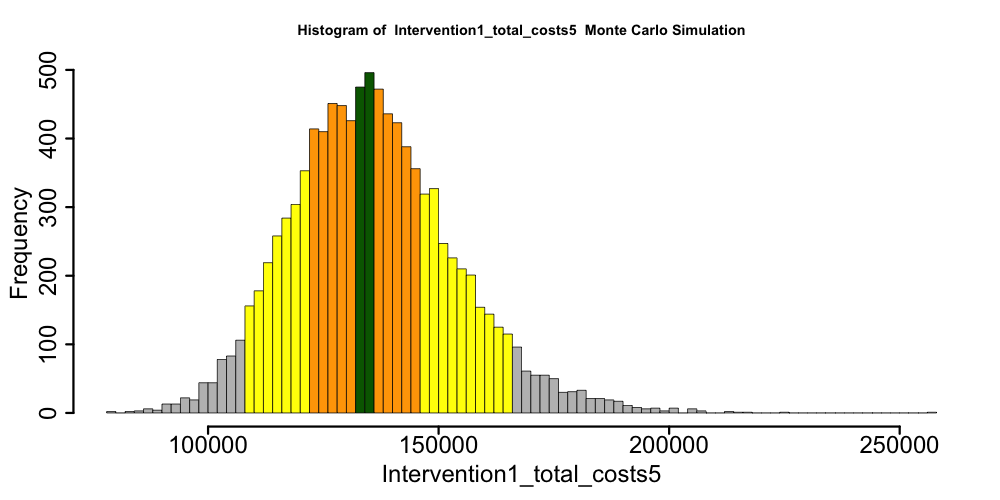 Histogram of  Intervention1_total_costs5  Monte Carlo Simulation
Frequency
500
400
300
200
100
0
100000 150000 200000 250000
Intervention1_total_costs5